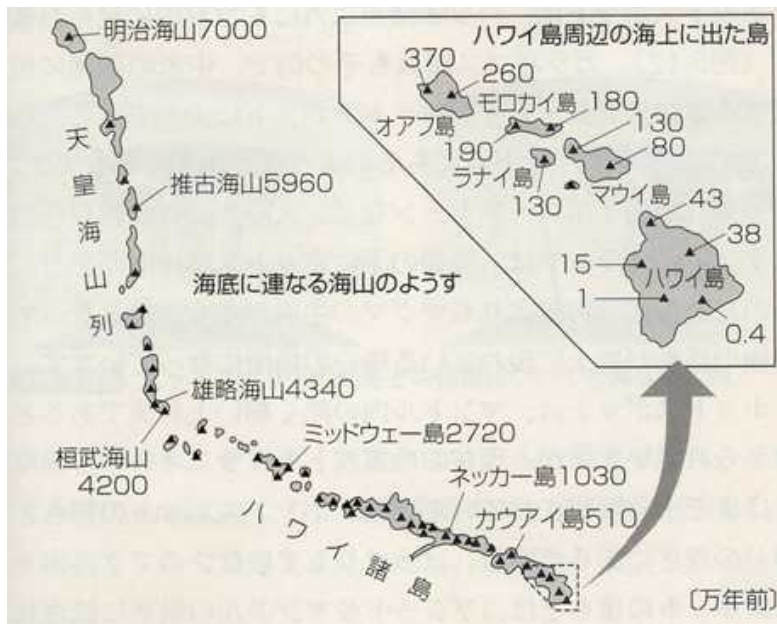 明治海山7000
天皇海山列
推古海山5960
海底に連なる海山のようす
雄略海山4340
桓武海山
4200
ミッドウェー島2720
ネッカー島1030
カウアイ島510
ハワイ諸島
〔万年前〕
ハワイ島周辺の海上に出た島
370
260
オアフ島
モロカイ島
180
190
130
80
ラナイ島
130
マウイ島
43
38
15
ハワイ島
1
0.4